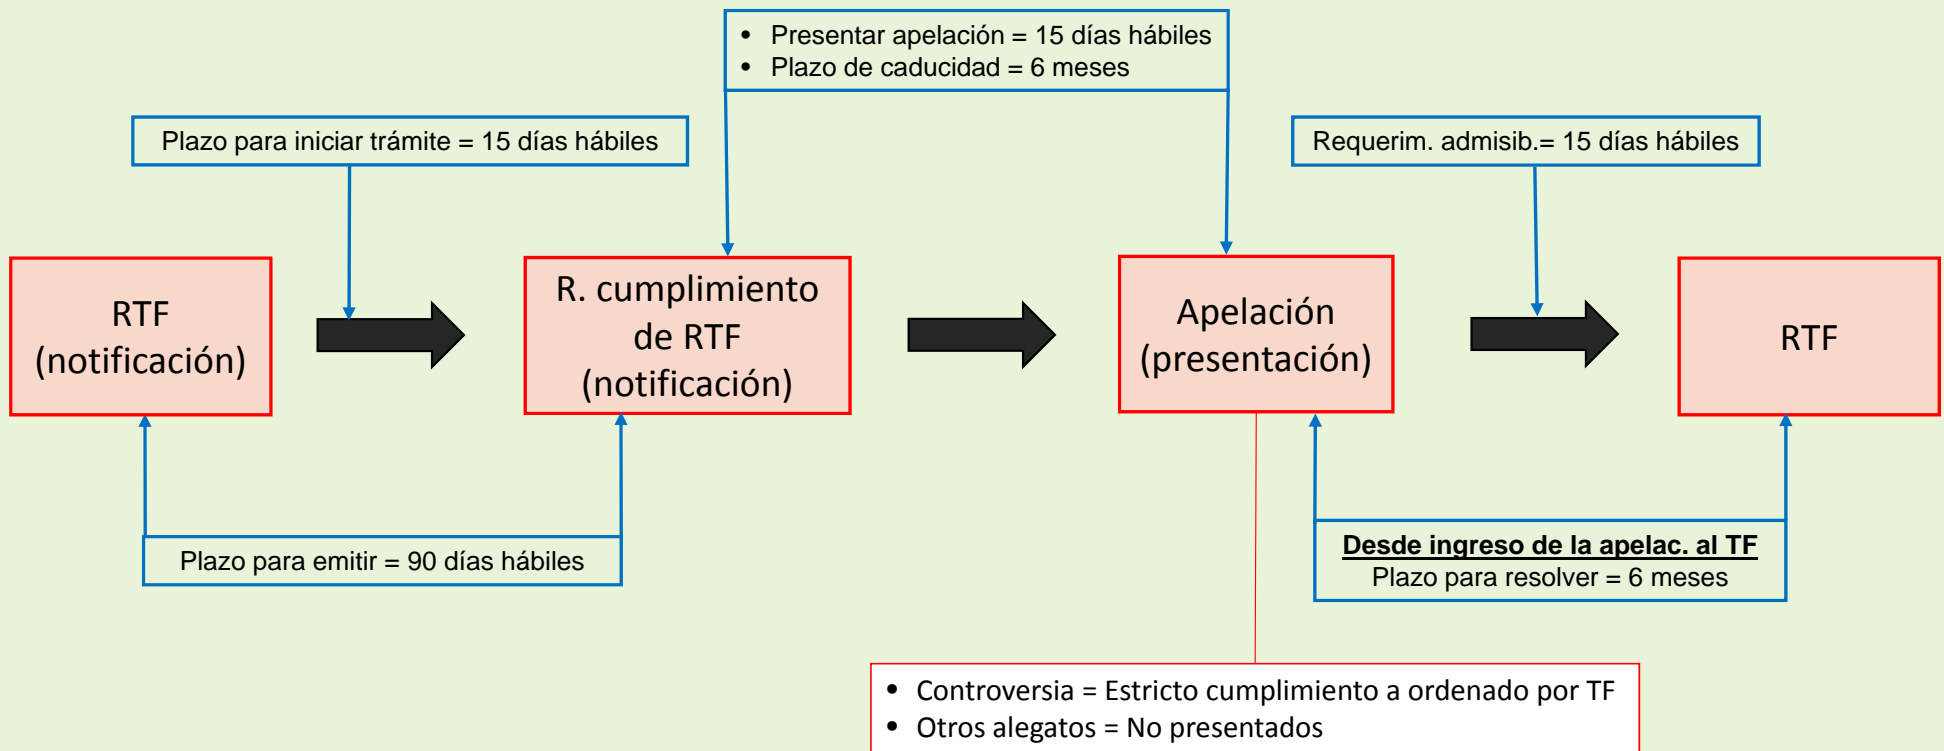 • Presentar apelación = 15 días hábiles
• Plazo de caducidad = 6 meses
Plazo para iniciar trámite = 15 días hábiles
Requerim. admisib.= 15 días hábiles
RTF
(notificación)
R. cumplimiento
de RTF
(notificación)
Apelación
(presentación)
RTF
Plazo para emitir = 90 días hábiles
Desde ingreso de la apelac. al TF
Plazo para resolver = 6 meses
• Controversia = Estricto cumplimiento a ordenado por TF
• Otros alegatos = No presentados